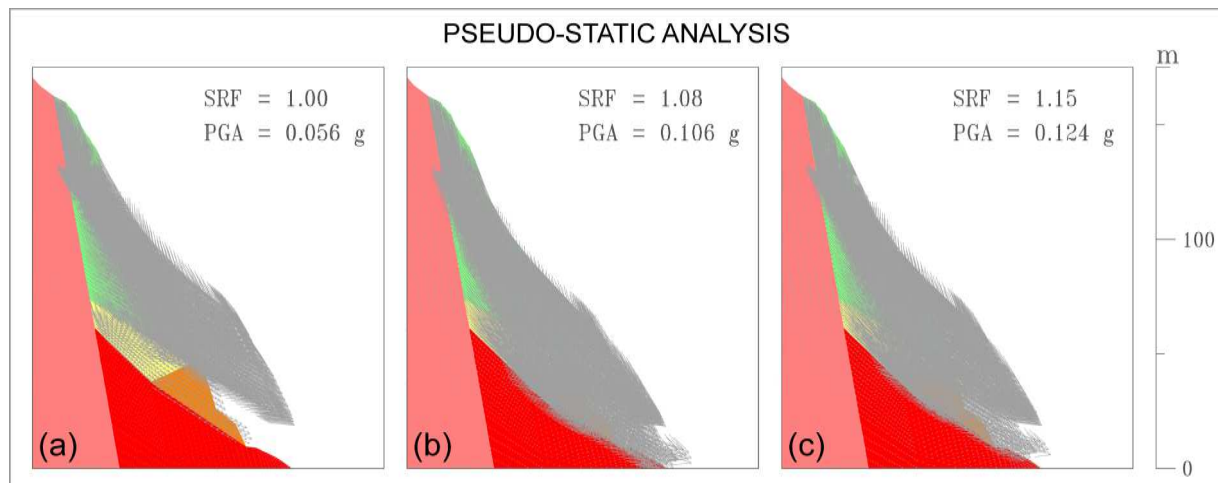 PSEUDO-STATIC ANALYSIS
SRF = 1.00
PGA = 0.056 g
(a)
SRF = 1.08
PGA = 0.106 g
(b)
SRF = 1.15
PGA = 0.124 g
(c)
m
100
0